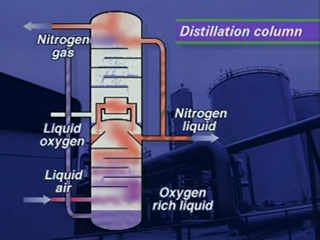 Distillation column
Nitrogen
gas
Nitrogen
liquid
Liquid
oxygen
Liquid
air
Oxygen
rich liquid